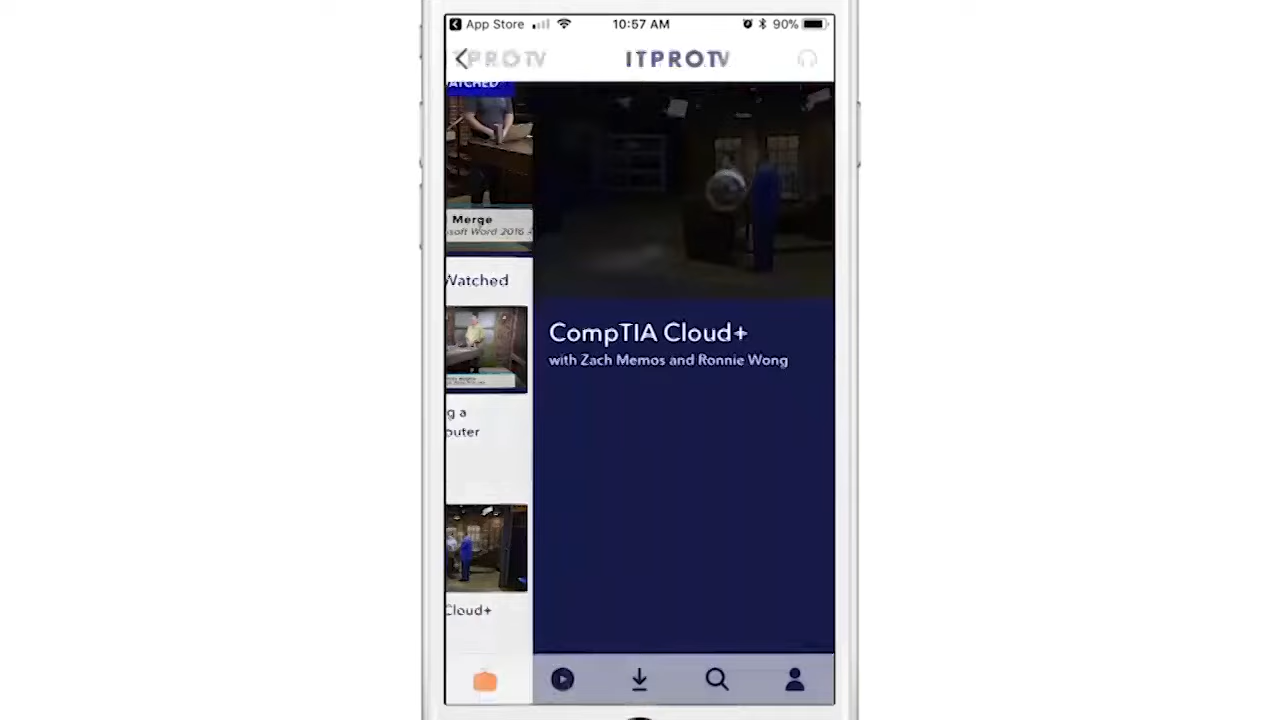 App Store 10:57 AM 90%
PROTV ITPROTV
ATCHED
Merge
soft Word 2016
Watched
CompTIA Cloud+
with Zach Memos and Ronnie Wong
g a
puter
Cloud+